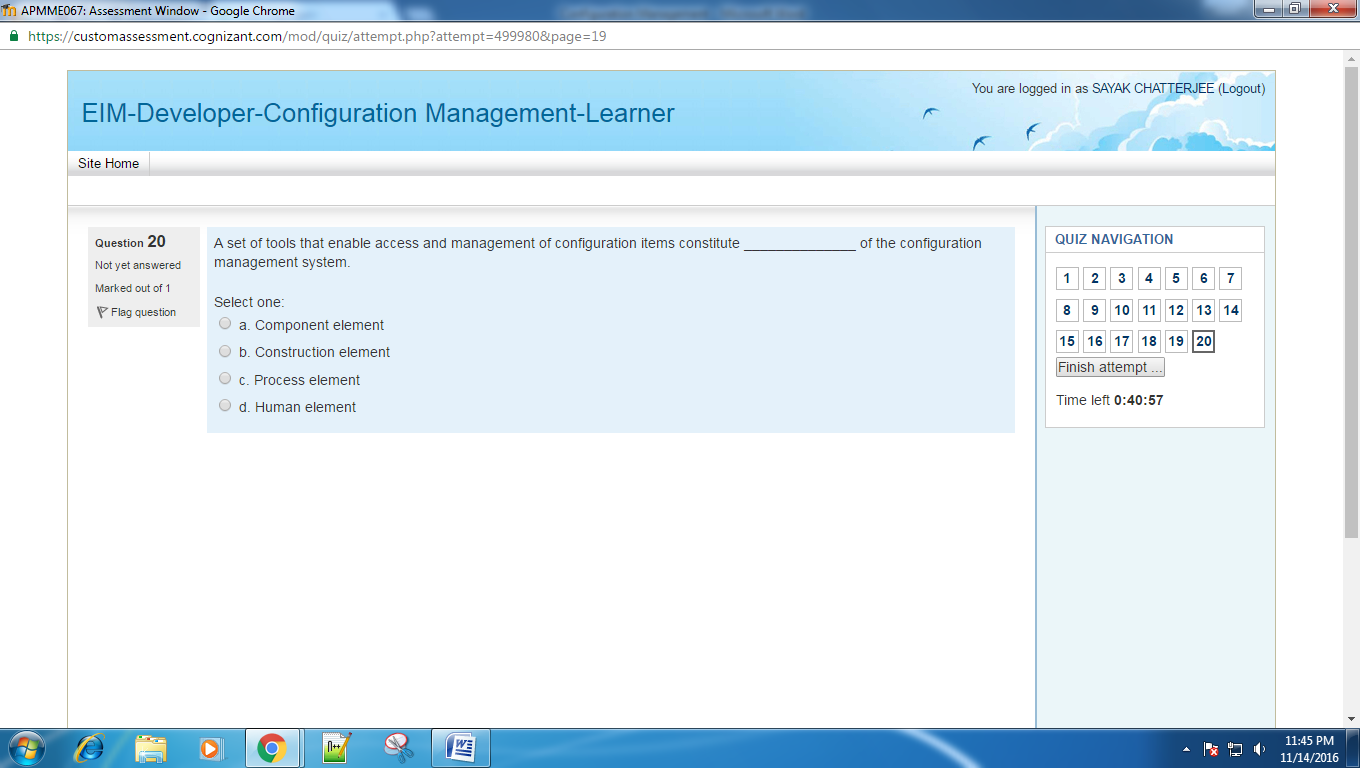 APMME067: Assessment Window - Google Chrome
https://customassessment.cognizant.com/mod/quiz/attempt.php?attempt=499980&page=19
You are logged in as SAYAK CHATTERJEE (Logout)
EIM-Developer-Configuration Management-Learner
Site Home
Question 20
Not yet answered
Marked out of 1
Flag question
A set of tools that enable access and management of configuration items constitute _______________ of the configuration
management system.
Select one:
a. Component element
b. Construction element
c. Process element
d. Human element
QUIZ NAVIGATION
1 2 3 4 5 6 7
8 9 10 11 12 13 14
15 16 17 18 19 20
Finish attempt ...
Time left 0:40:57
11:45 PM
11/14/2016